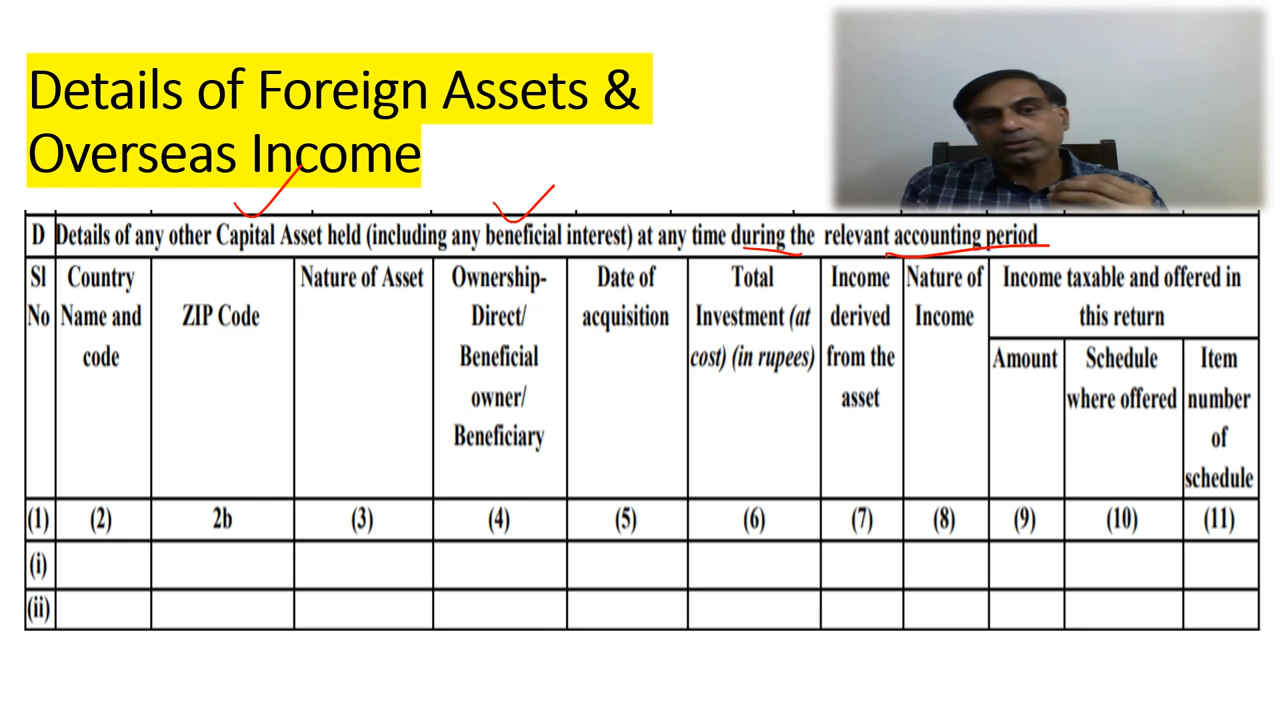 Details of Foreign Assets &
Overseas Income
D Details of any other Capital Asset held (including any beneficial interest) at any time during the relevant accounting period
Sl No
Country Name and code
ZIP Code
Nature of Asset
Ownership-Direct/ Beneficial owner/ Beneficiary
Date of acquisition
Total Investment (at cost) (in rupees)
Income derived from the asset
Nature of Income
Income taxable and offered in this return
Amount
Schedule where offered
Item number of schedule
(1) (2) 2b (3) (4) (5) (6) (7) (8) (9) (10) (11)
(i)
(ii)